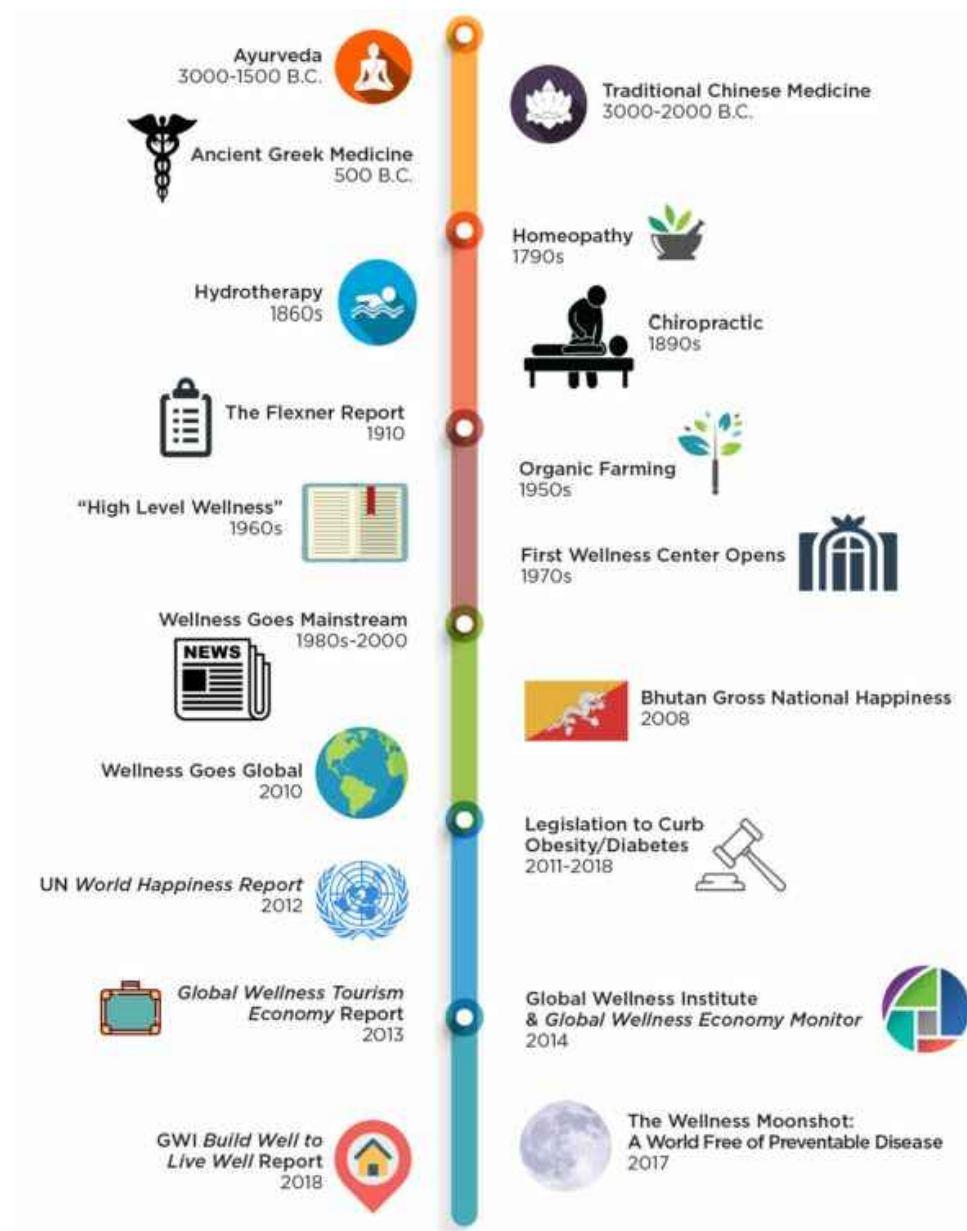 Ayurveda
3000-1500 B.C.
Traditional Chinese Medicine
3000-2000 B.C.
Ancient Greek Medicine
500 B.C.
Homeopathy
1790s
Hydrotherapy
1860s
Chiropractic
1890s
The Flexner Report
1910
Organic Farming
1950s
“High Level Wellness”
1960s
First Wellness Center Opens
1970s
Wellness Goes Mainstream
1980s-2000
NEWS
Bhutan Gross National Happiness
2008
Wellness Goes Global
2010
Legislation to Curb
Obesity/Diabetes
2011-2018
UN World Happiness Report
2012
Global Wellness Tourism
Economy Report
2013
Global Wellness Institute
& Global Wellness Economy Monitor
2014
The Wellness Moonshot:
A World Free of Preventable Disease
2017
GWI Build Well to
Live Well Report
2018